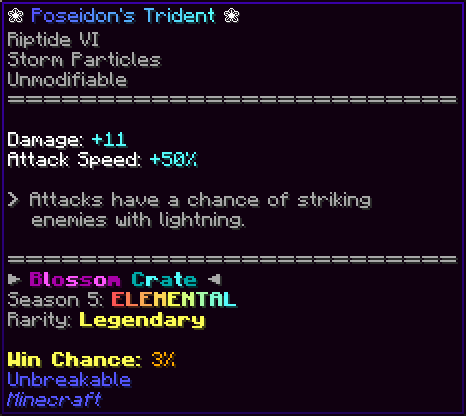 ❀ Poseidon's Trident ❀
Riptide VI
Storm Particles
Unmodifiable
==============================
Damage: +11
Attack Speed: +50%
> Attacks have a chance of striking
enemies with lightning.
==============================
► Blossom Crate ◄
Season 5: ELEMENTAL
Rarity: Legendary
Win Chance: 3%
Unbreakable
Minecraft